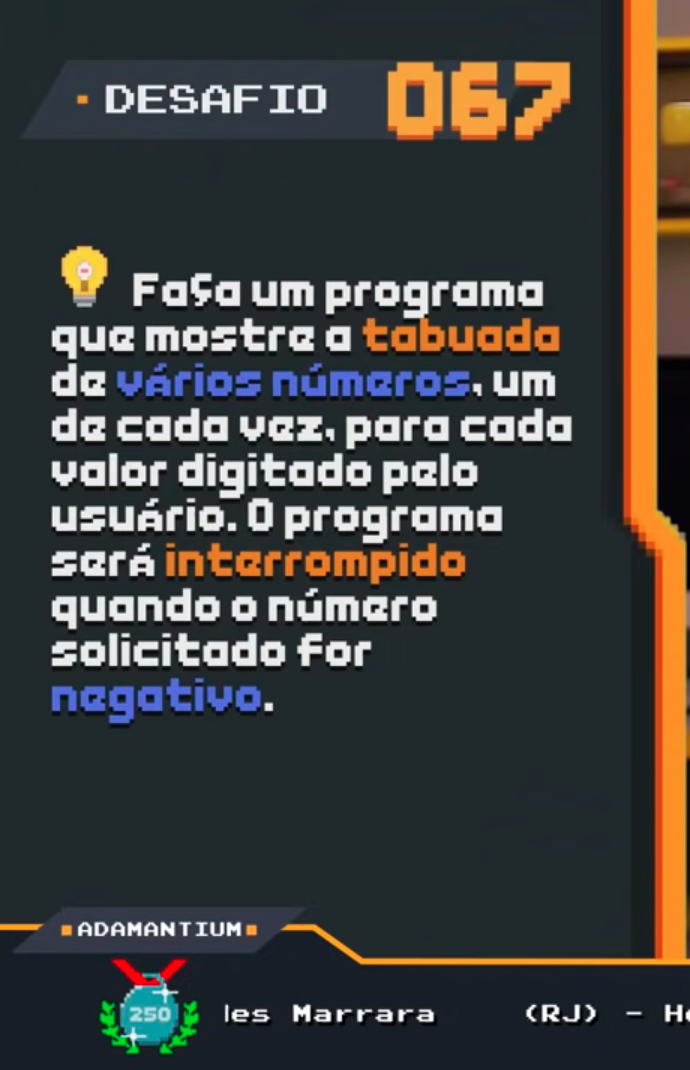 DESAFIO 067
Faça um programa
que mostre a tabuada
de vários números, um
de cada vez, para cada
valor digitado pelo
usuário. O programa
será interrompido
quando o número
solicitado for
negativo.
ADAMANTIUM
250
les Marrara (RJ) - H